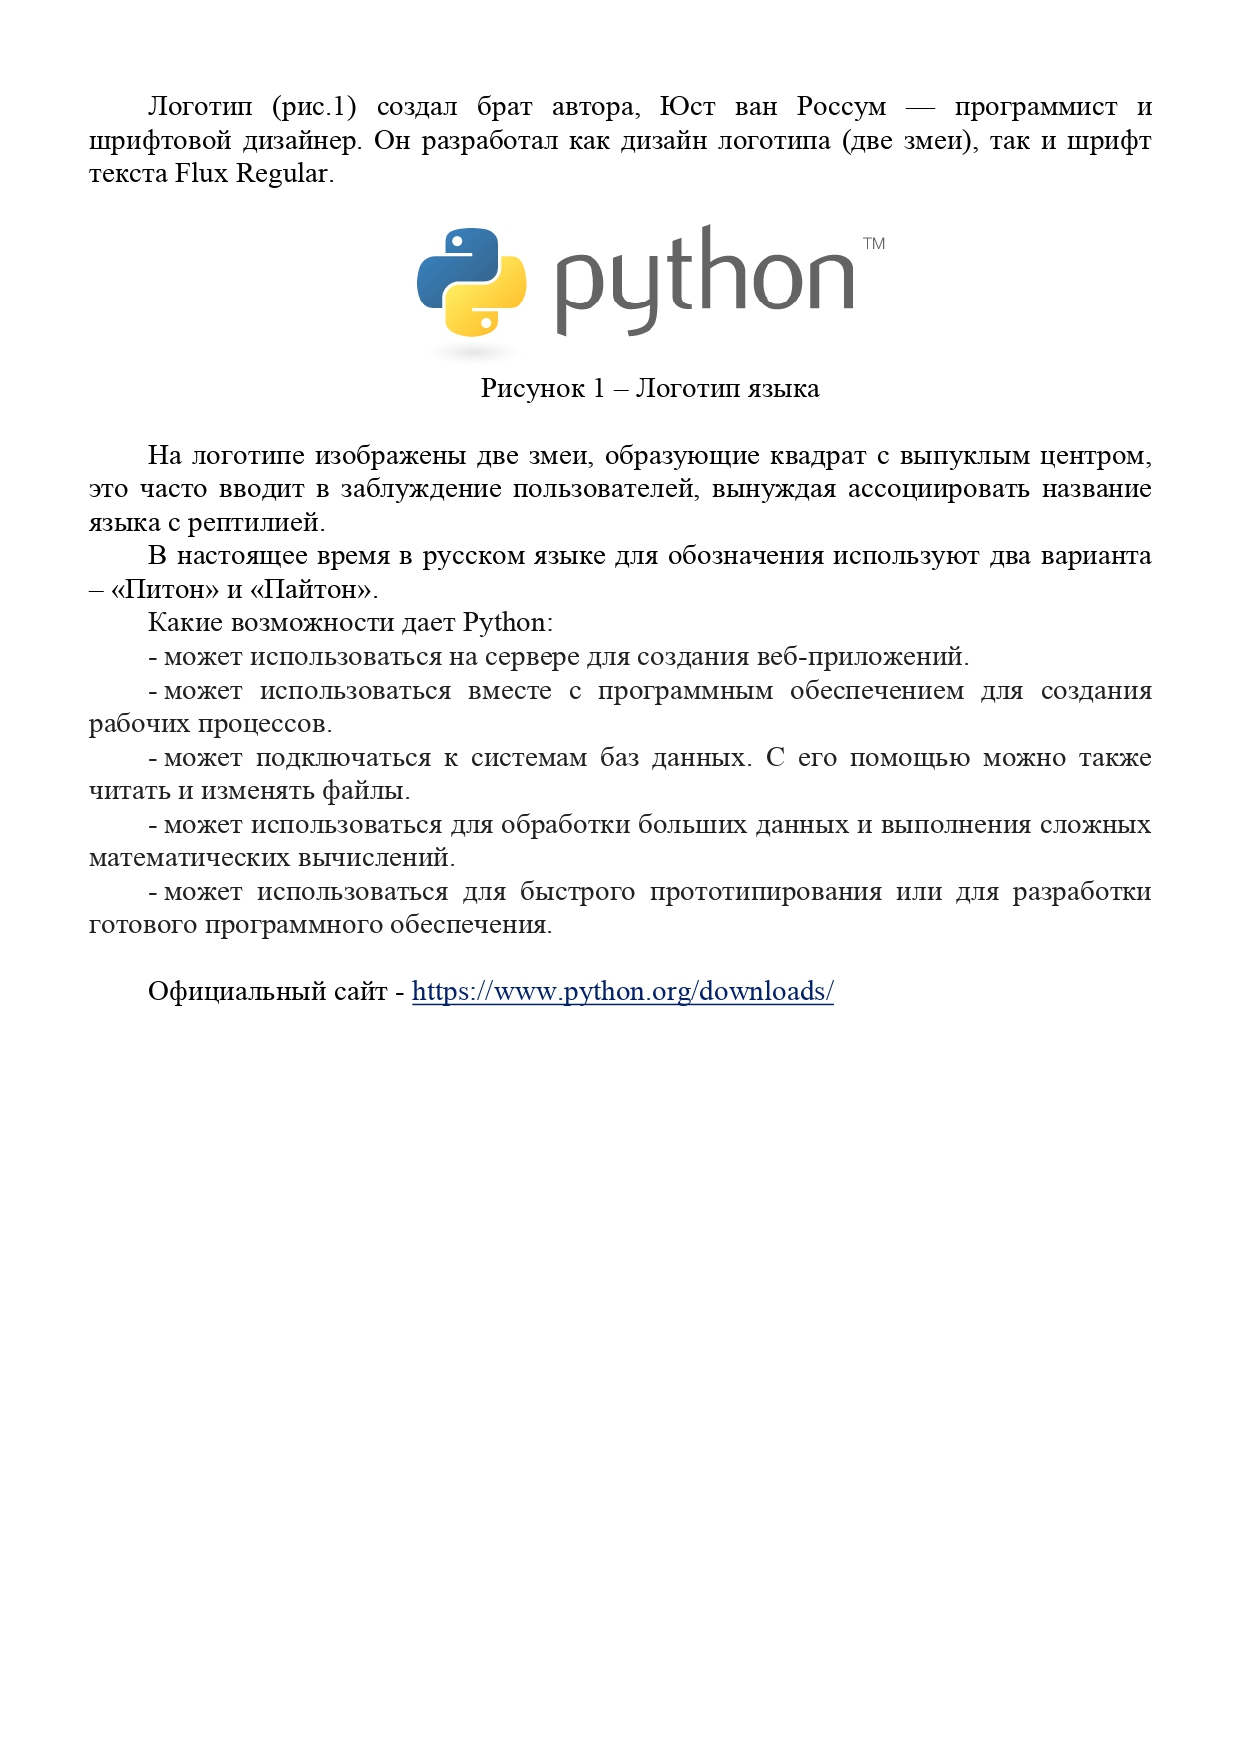 Логотип (рис.1) создал брат автора, Юст ван Россум — программист и
шрифтовой дизайнер. Он разработал как дизайн логотипа (две змеи), так и шрифт
текста Flux Regular.
python TM
Рисунок 1 – Логотип языка
На логотипе изображены две змеи, образующие квадрат с выпуклым центром,
это часто вводит в заблуждение пользователей, вынуждая ассоциировать название
языка с рептилией.
В настоящее время в русском языке для обозначения используют два варианта
– «Питон» и «Пайтон».
Какие возможности дает Python:
- может использоваться на сервере для создания веб-приложений.
- может использоваться вместе с программным обеспечением для создания
рабочих процессов.
- может подключаться к системам баз данных. С его помощью можно также
читать и изменять файлы.
- может использоваться для обработки больших данных и выполнения сложных
математических вычислений.
- может использоваться для быстрого прототипирования или для разработки
готового программного обеспечения.
Официальный сайт - https://www.python.org/downloads/